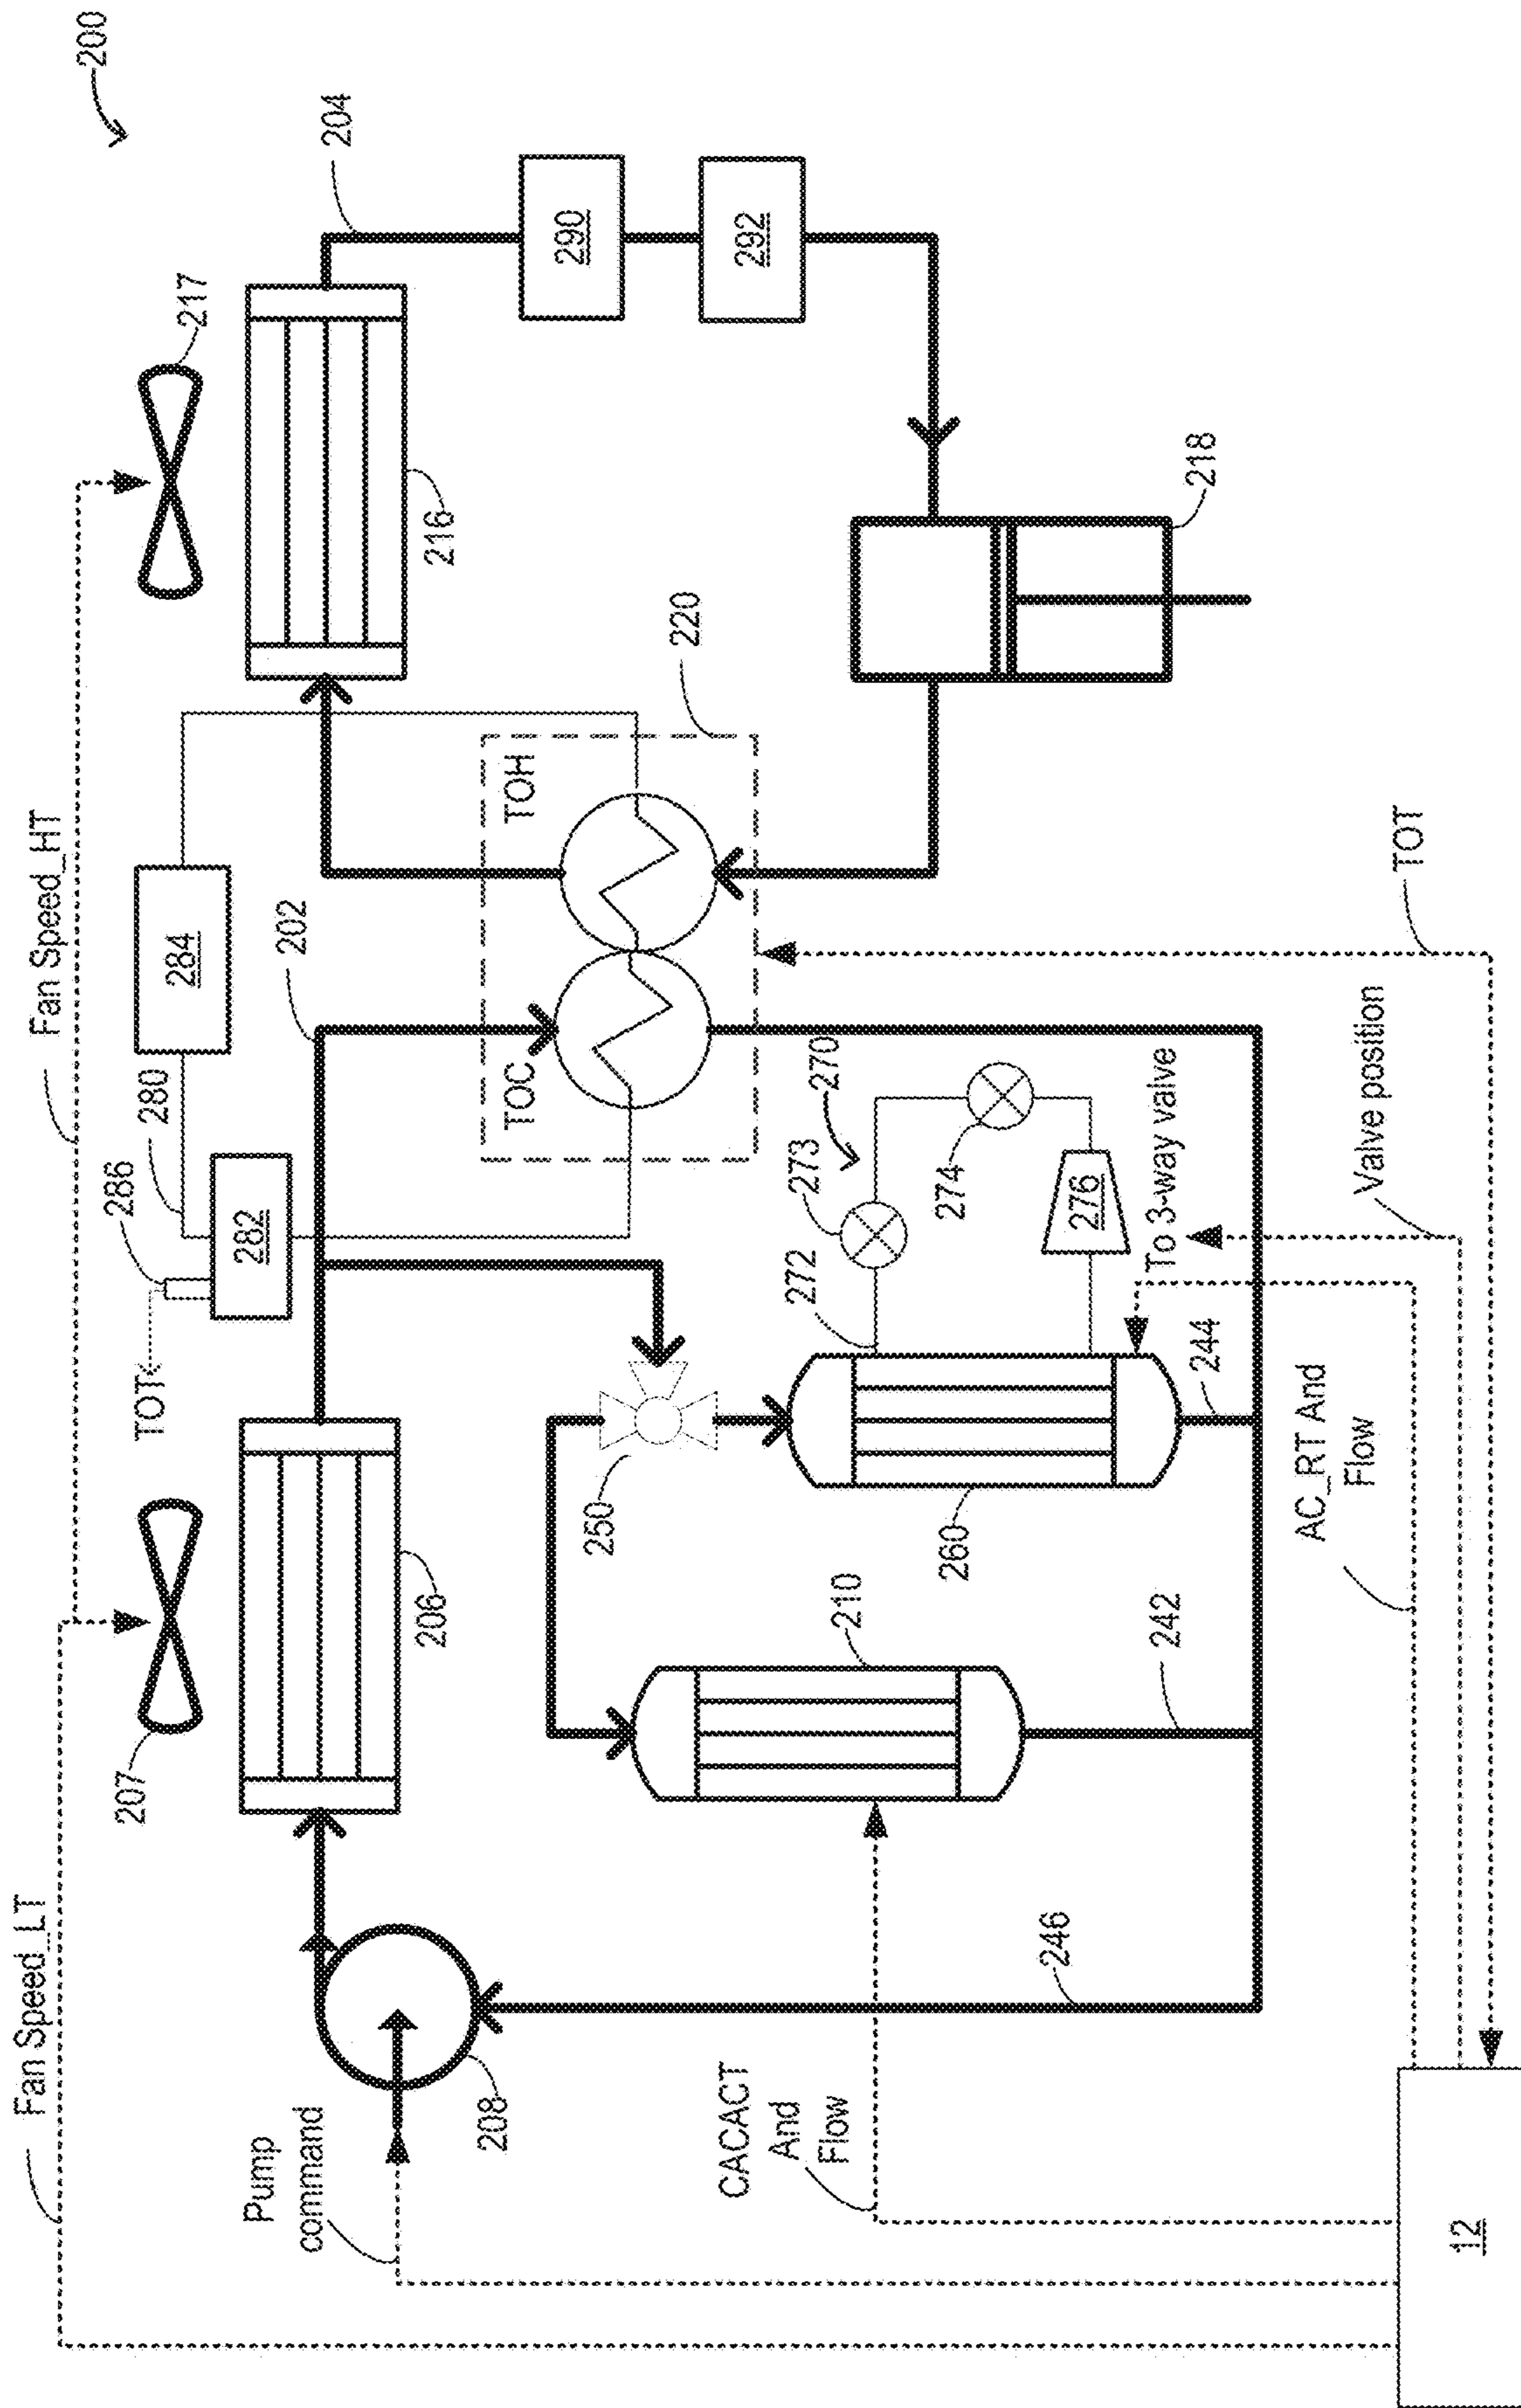 200
Fan Speed_HT
217
204
216
290
292
218
220
TOH
TOC
284
280
202
286
282
TOT
TOT
Valve position
To 3-way valve
270
273
274
272
276
250
260
244
AC_RT And
Flow
206
207
210
242
246
Fan Speed_LT
208
Pump
command
CACACT
And
Flow
12